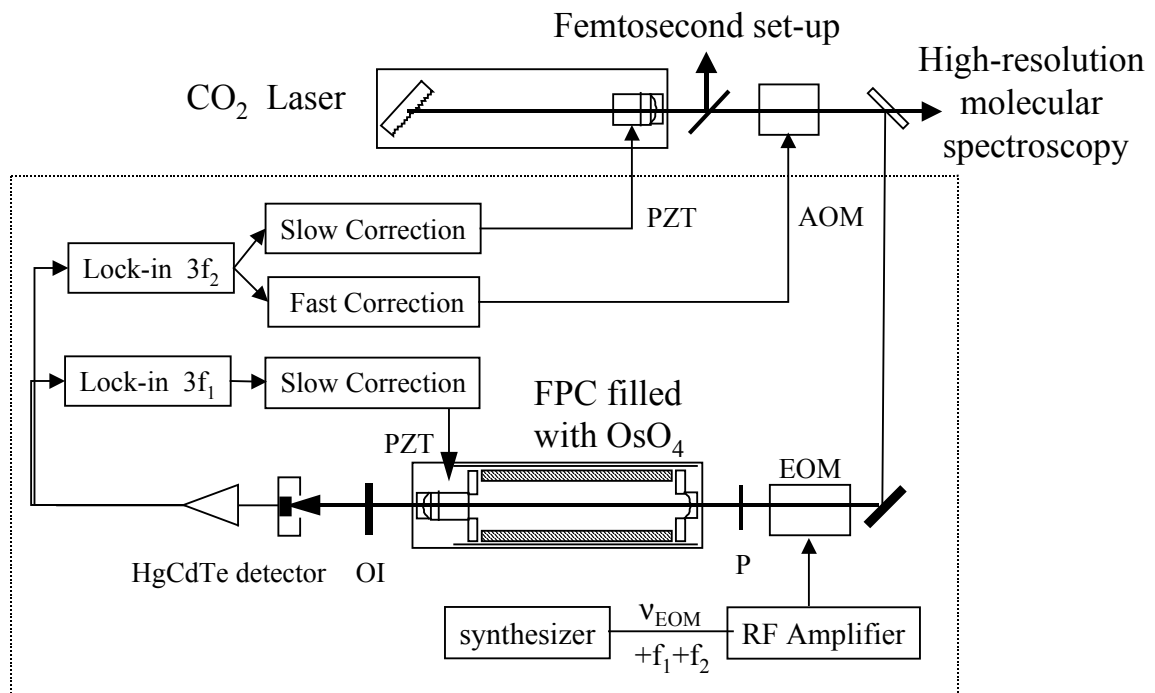 Femtosecond set-up
High-resolution
molecular
spectroscopy
CO₂ Laser
PZT
AOM
Slow Correction
Lock-in 3f₂
Fast Correction
Lock-in 3f₁
Slow Correction
FPC filled
with OsO₄
PZT
EOM
HgCdTe detector
OI
P
synthesizer
ν_EOM
+f₁+f₂
RF Amplifier